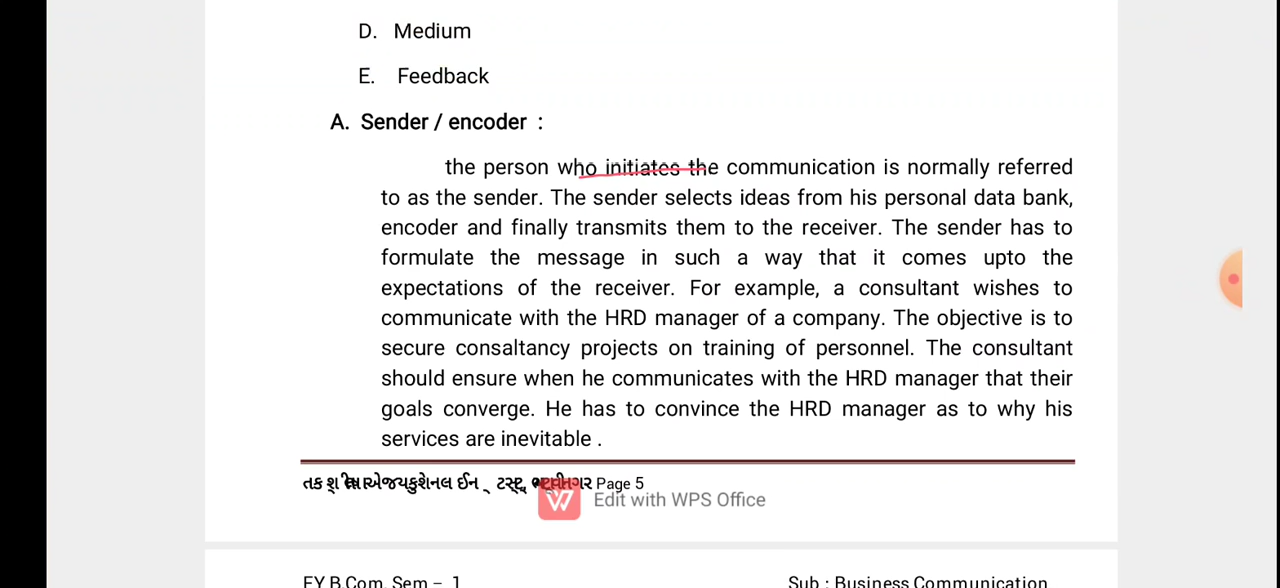 D. Medium
E. Feedback
A. Sender / encoder :
the person who initiates the communication is normally referred
to as the sender. The sender selects ideas from his personal data bank,
encoder and finally transmits them to the receiver. The sender has to
formulate the message in such a way that it comes upto the
expectations of the receiver. For example, a consultant wishes to
communicate with the HRD manager of a company. The objective is to
secure consaltancy projects on training of personnel. The consultant
should ensure when he communicates with the HRD manager that their
goals converge. He has to convince the HRD manager as to why his
services are inevitable .
Page 5
Edit with WPS Office
FY B.Com. Sem – 1 Sub : Business Communication